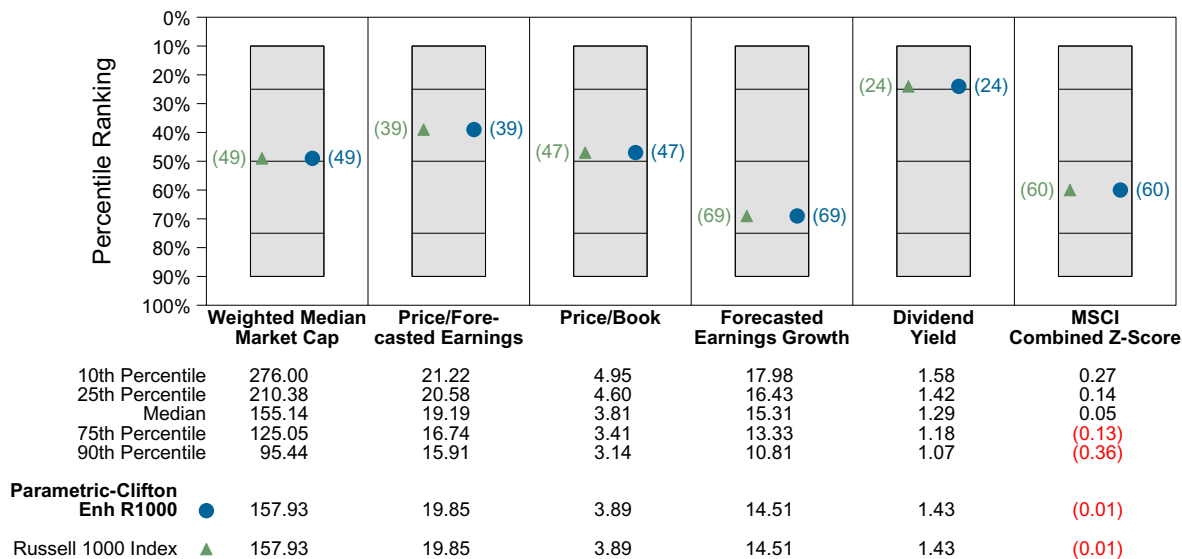 Percentile Ranking
0%
10%
20%
30%
40%
50%
60%
70%
80%
90%
100%
(49) (49)
(39) (39)
(47) (47)
(69) (69)
(24) (24)
(60) (60)
Weighted Median
Market Cap
Price/Fore-
casted Earnings
Price/Book
Forecasted
Earnings Growth
Dividend
Yield
MSCI
Combined Z-Score
10th Percentile 276.00 21.22 4.95 17.98 1.58 0.27
25th Percentile 210.38 20.58 4.60 16.43 1.42 0.14
Median 155.14 19.19 3.81 15.31 1.29 0.05
75th Percentile 125.05 16.74 3.41 13.33 1.18 (0.13)
90th Percentile 95.44 15.91 3.14 10.81 1.07 (0.36)
Parametric-Clifton
Enh R1000 157.93 19.85 3.89 14.51 1.43 (0.01)
Russell 1000 Index 157.93 19.85 3.89 14.51 1.43 (0.01)